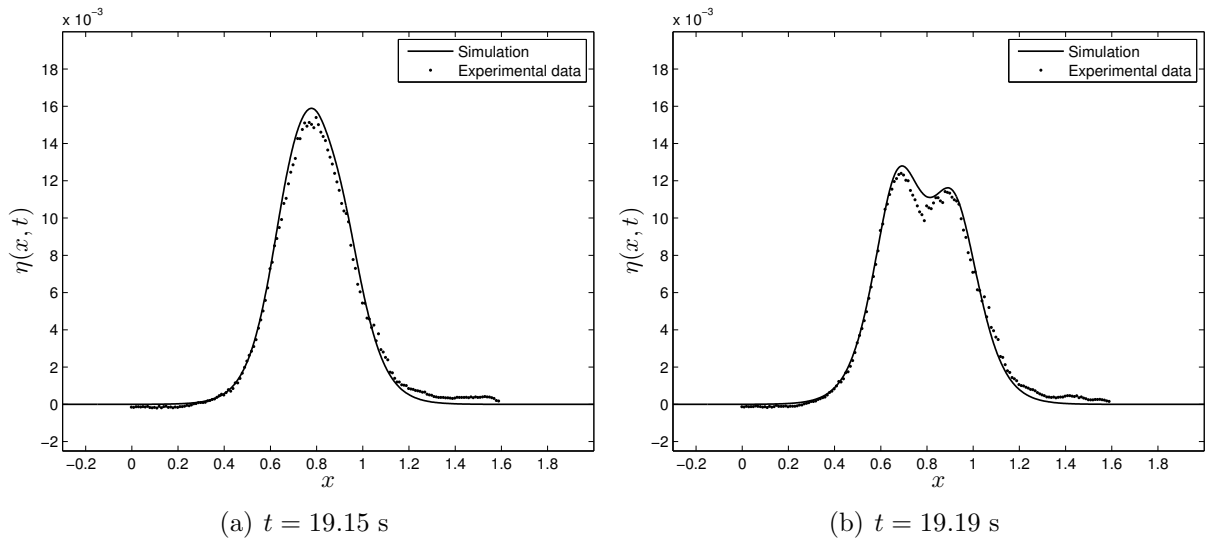 x 10⁻³
Simulation
Experimental data
18
16
14
12
10
8
6
4
2
0
−2
η(x, t)
−0.2 0 0.2 0.4 0.6 0.8 1 1.2 1.4 1.6 1.8
x
(a) t = 19.15 s
x 10⁻³
Simulation
Experimental data
18
16
14
12
10
8
6
4
2
0
−2
η(x, t)
−0.2 0 0.2 0.4 0.6 0.8 1 1.2 1.4 1.6 1.8
x
(b) t = 19.19 s